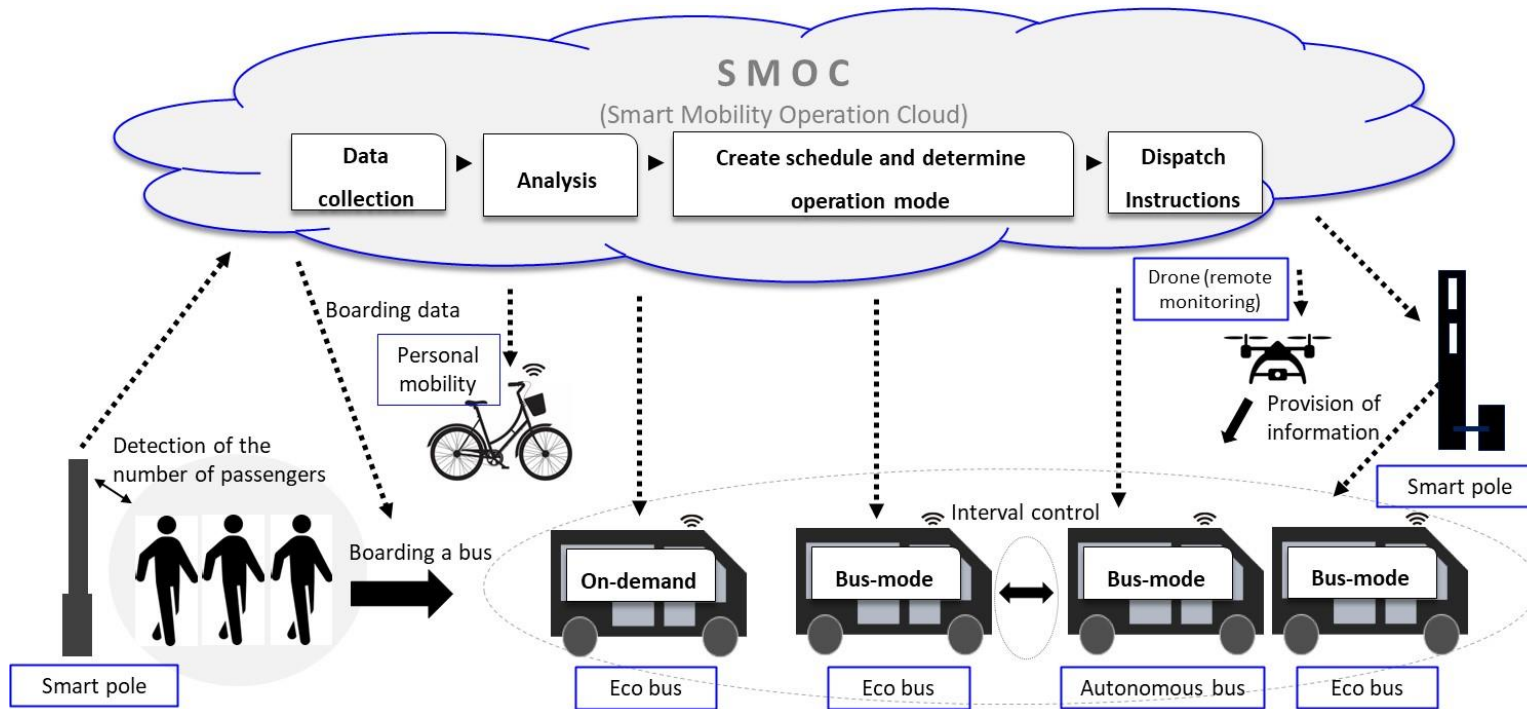 S M O C
(Smart Mobility Operation Cloud)
Data
collection
Analysis
Create schedule and determine
operation mode
Dispatch
Instructions
Boarding data
Personal
mobility
Drone (remote
monitoring)
Provision of
information
Detection of the
number of passengers
Smart pole
Interval control
Boarding a bus
On-demand
Bus-mode
Bus-mode
Bus-mode
Smart pole
Eco bus
Eco bus
Autonomous bus
Eco bus